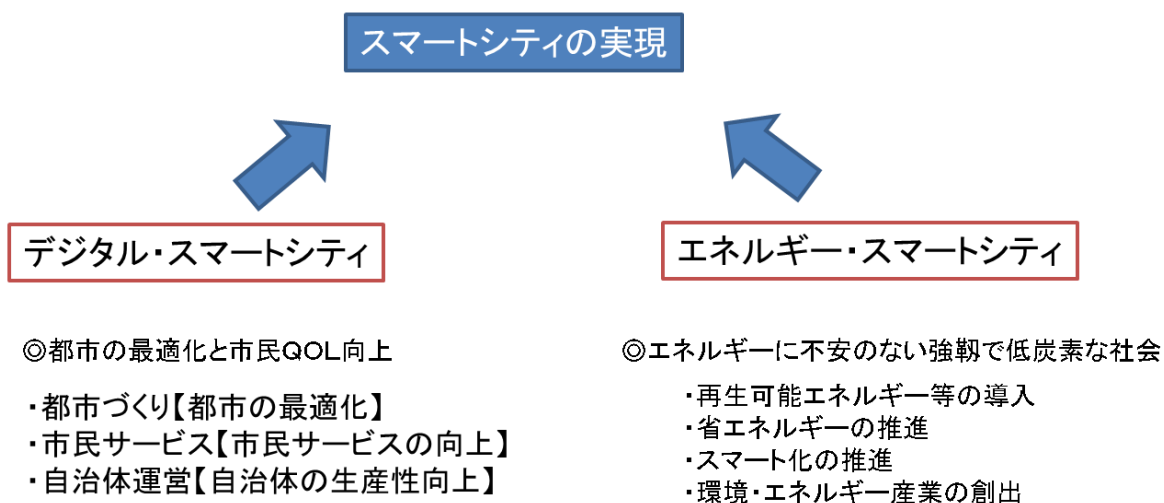 スマートシティの実現
デジタル・スマートシティ
エネルギー・スマートシティ
◎都市の最適化と市民QOL向上
・都市づくり【都市の最適化】
・市民サービス【市民サービスの向上】
・自治体運営【自治体の生産性向上】
◎エネルギーに不安のない強靭で低炭素な社会
・再生可能エネルギー等の導入
・省エネルギーの推進
・スマート化の推進
・環境・エネルギー産業の創出